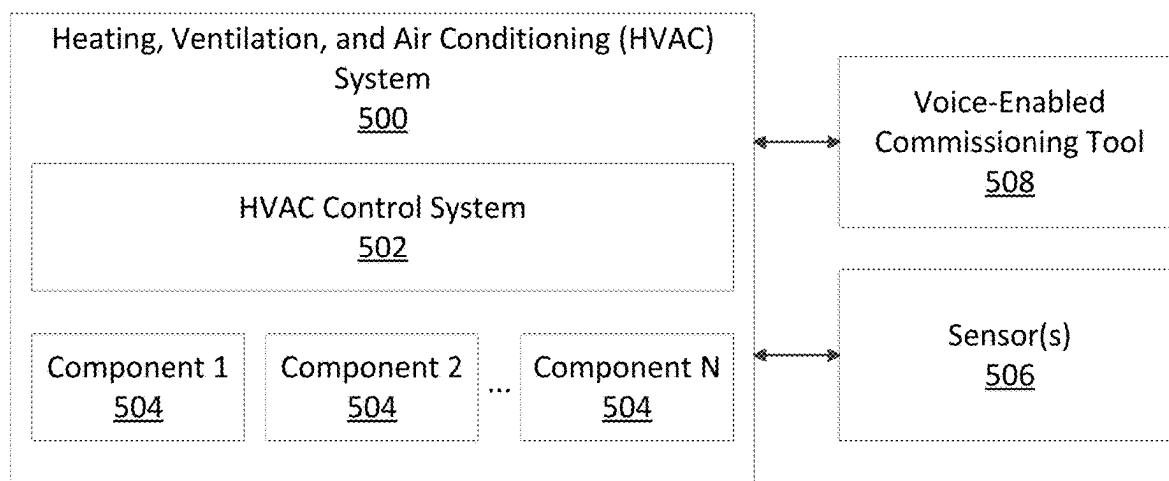 Heating, Ventilation, and Air Conditioning (HVAC)
System
500
HVAC Control System
502
Component 1
504
Component 2
504
...
Component N
504
Voice-Enabled
Commissioning Tool
508
Sensor(s)
506